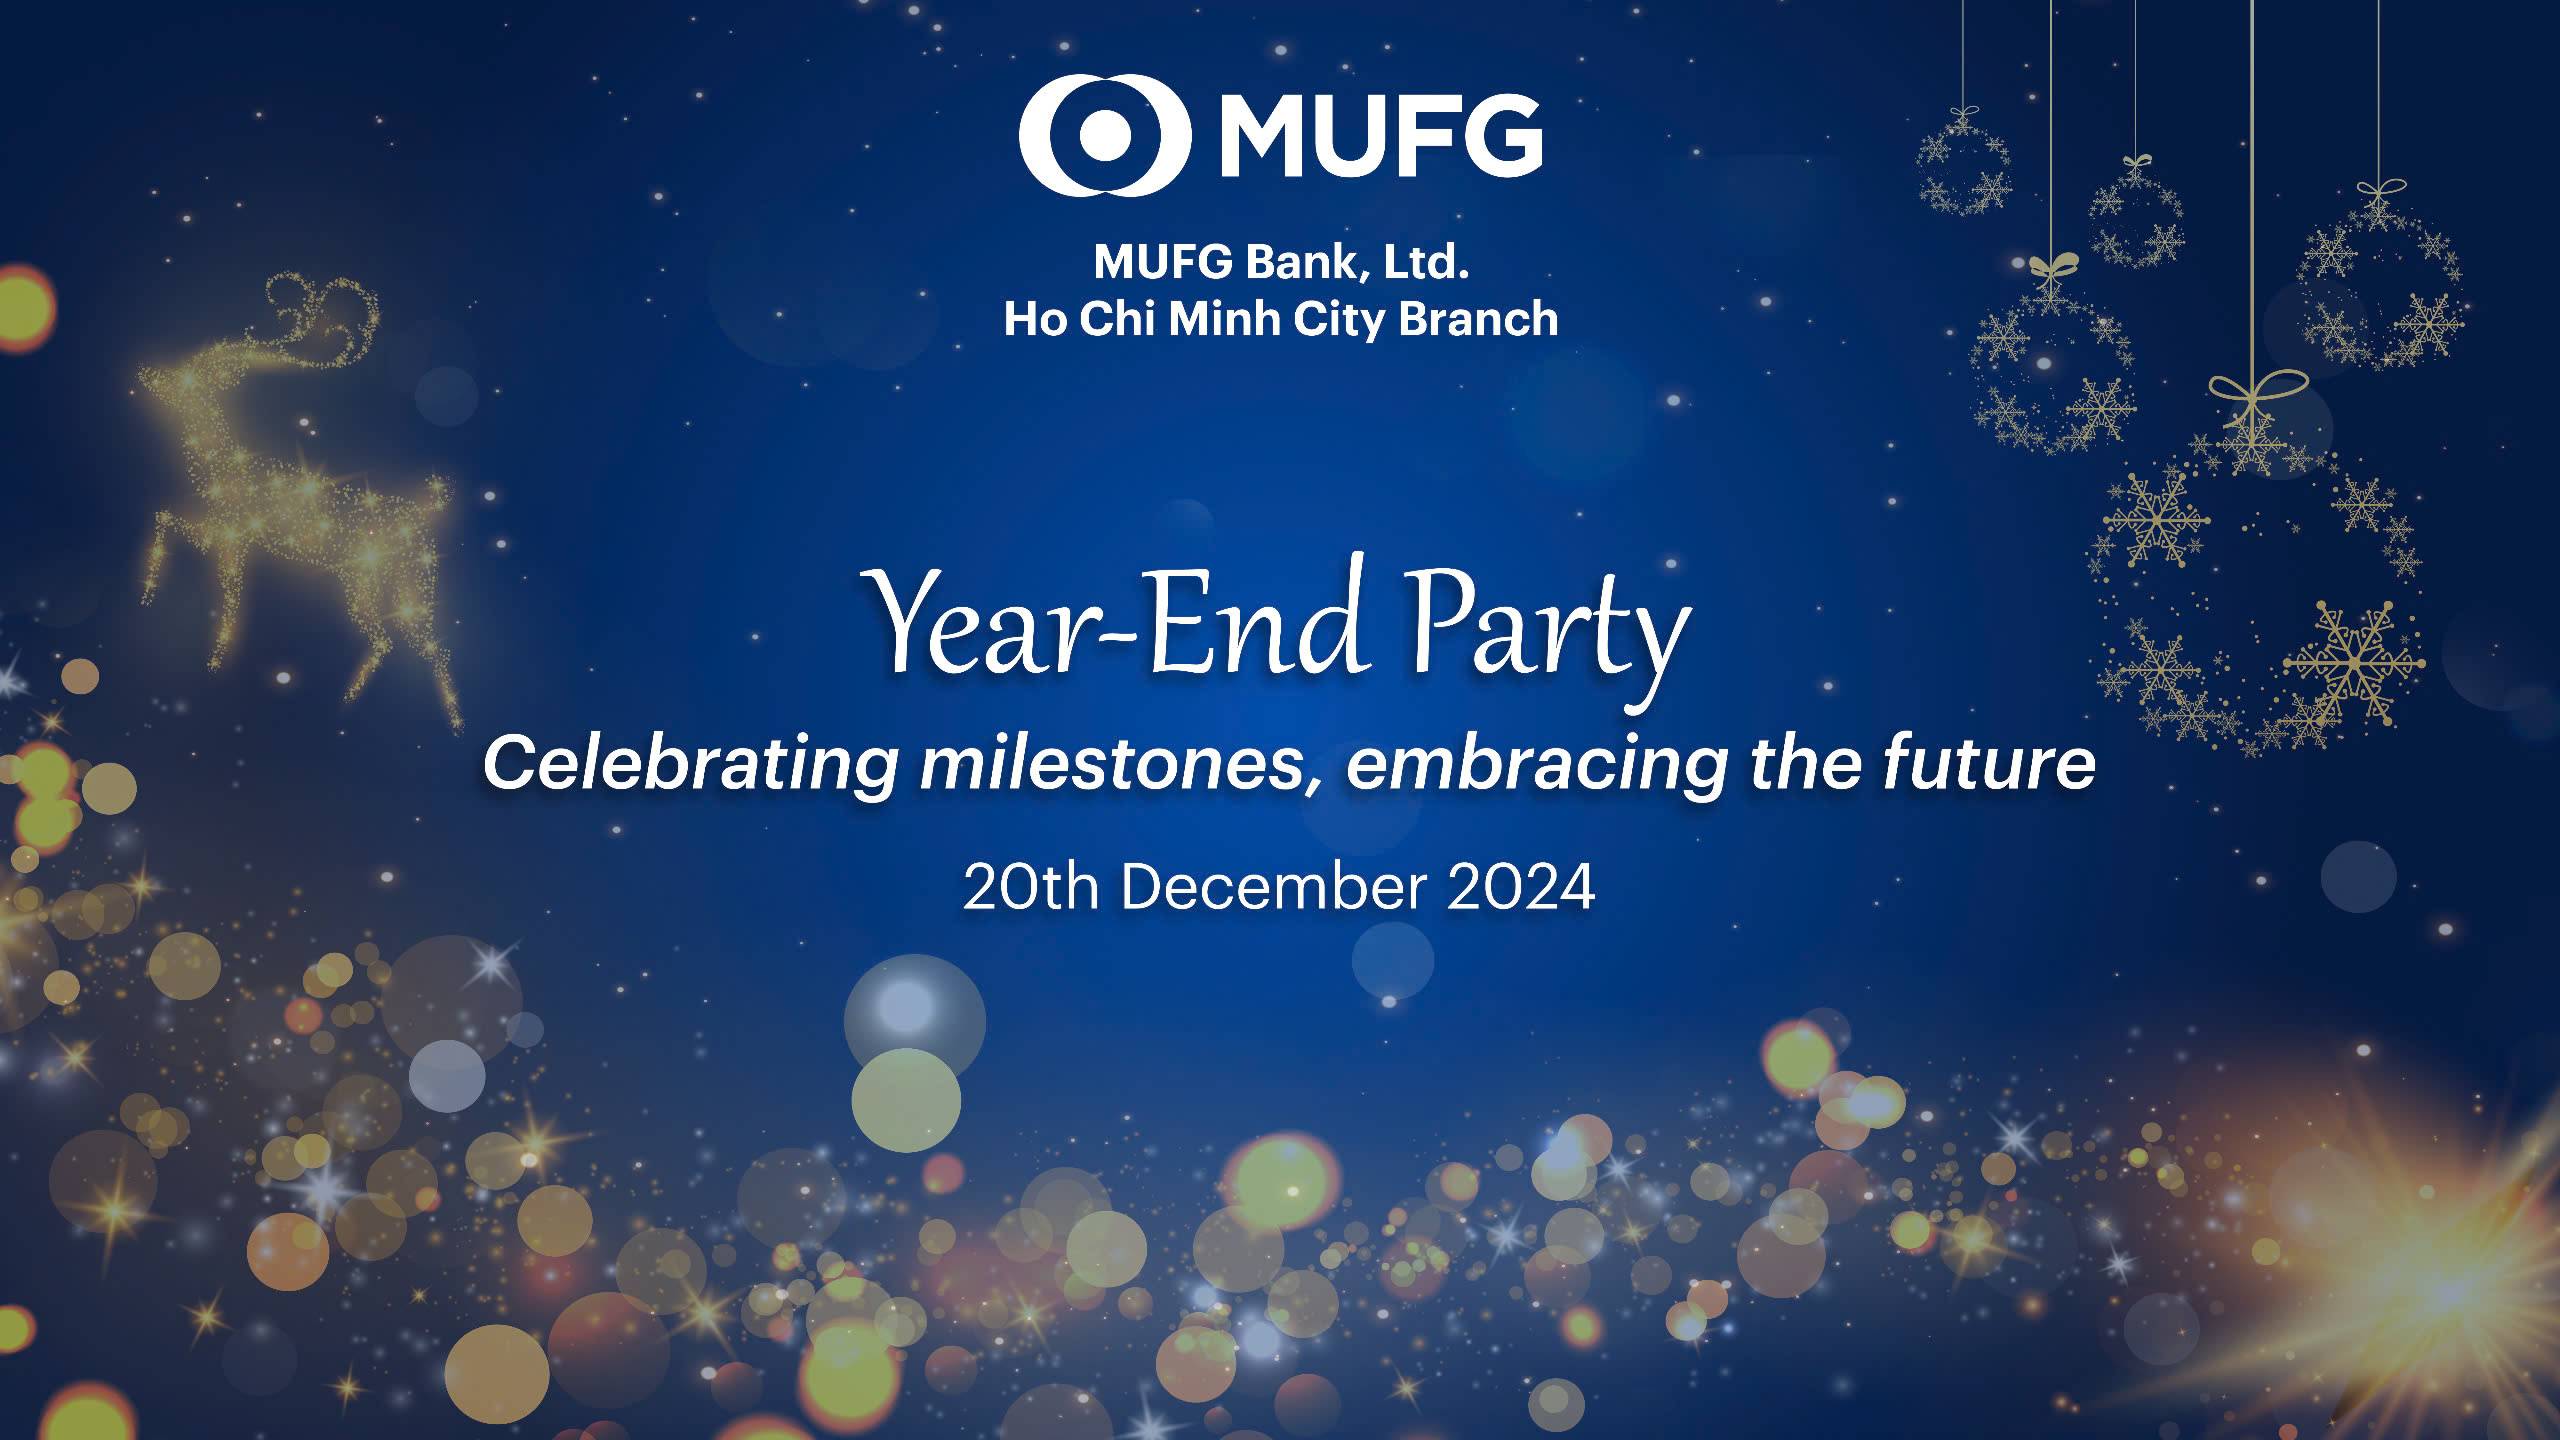 MUFG
MUFG Bank, Ltd.
Ho Chi Minh City Branch
Year-End Party
Celebrating milestones, embracing the future
20th December 2024